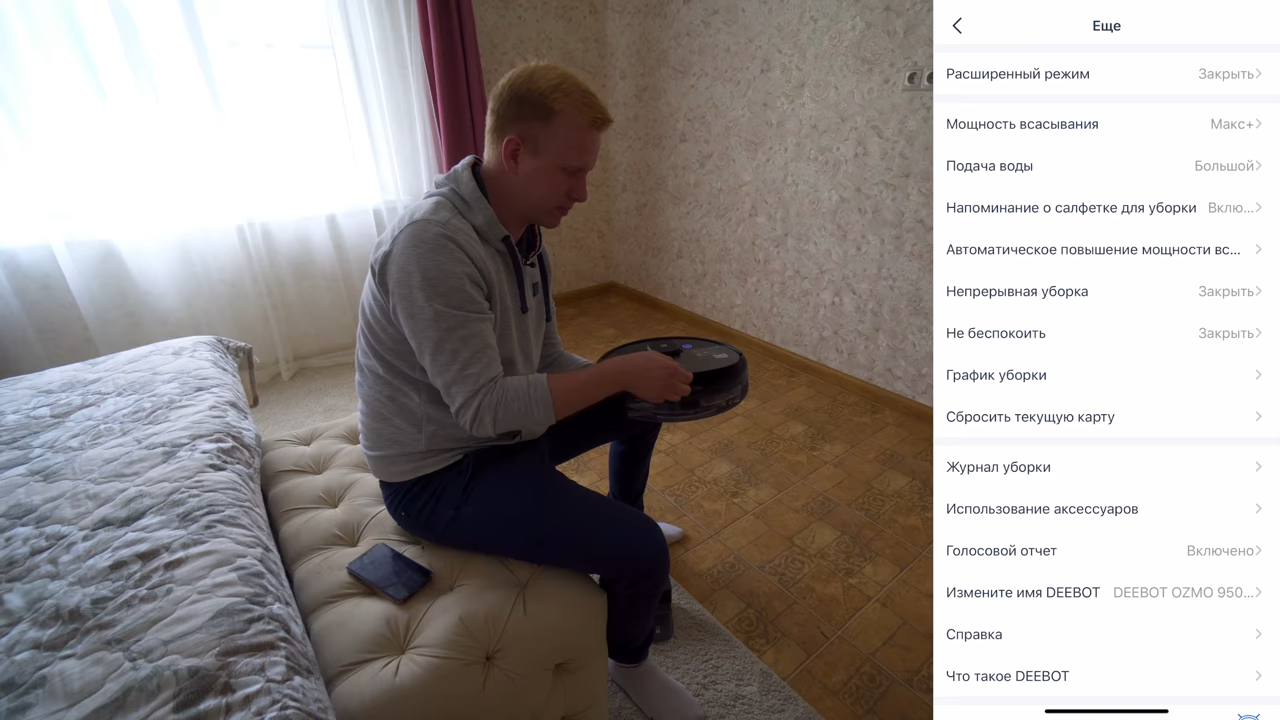 Еще
Расширенный режим Закрыть
Мощность всасывания Макс+
Подача воды Большой
Напоминание о салфетке для уборки Вклю...
Автоматическое повышение мощности вс...
Непрерывная уборка Закрыть
Не беспокоить Закрыть
График уборки
Сбросить текущую карту
Журнал уборки
Использование аксессуаров
Голосовой отчет Включено
Измените имя DEEBOT DEEBOT OZMO 950...
Справка
Что такое DEEBOT